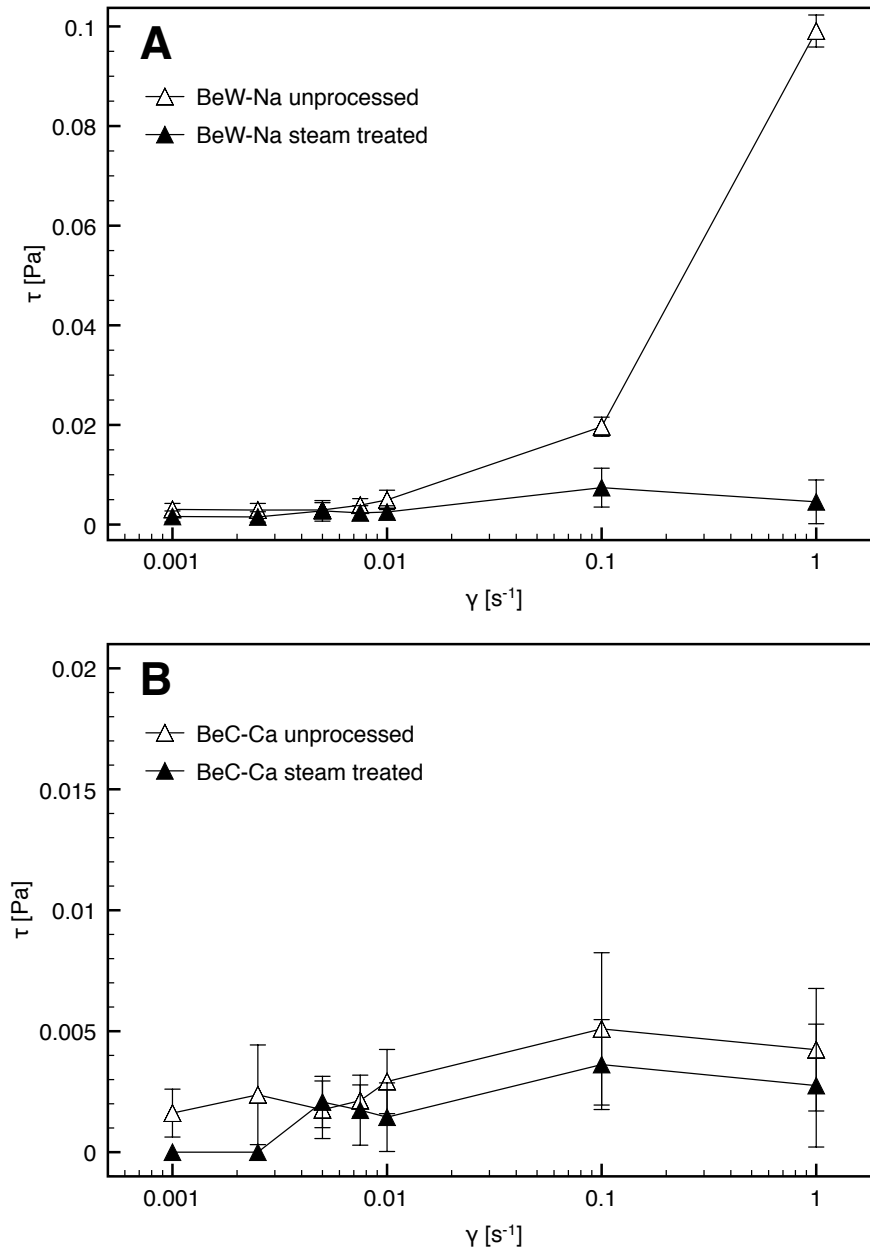 A
BeW-Na unprocessed
BeW-Na steam treated
0.1
0.08
0.06
0.04
0.02
0
τ [Pa]
0.001 0.01 0.1 1
γ [s-1]
B
BeC-Ca unprocessed
BeC-Ca steam treated
0.02
0.015
0.01
0.005
0
τ [Pa]
0.001 0.01 0.1 1
γ [s-1]